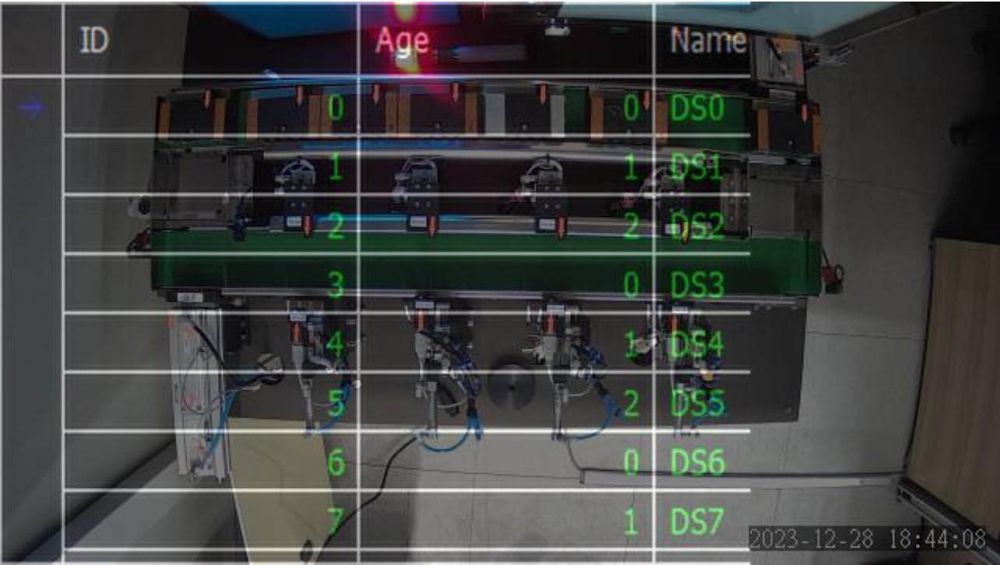 ID Age Name
→ 0 0 DS0
1 1 DS1
2 2 DS2
3 0 DS3
4 1 DS4
5 2 DS5
6 0 DS6
7 1 DS7
2023-12-28 18:44:08